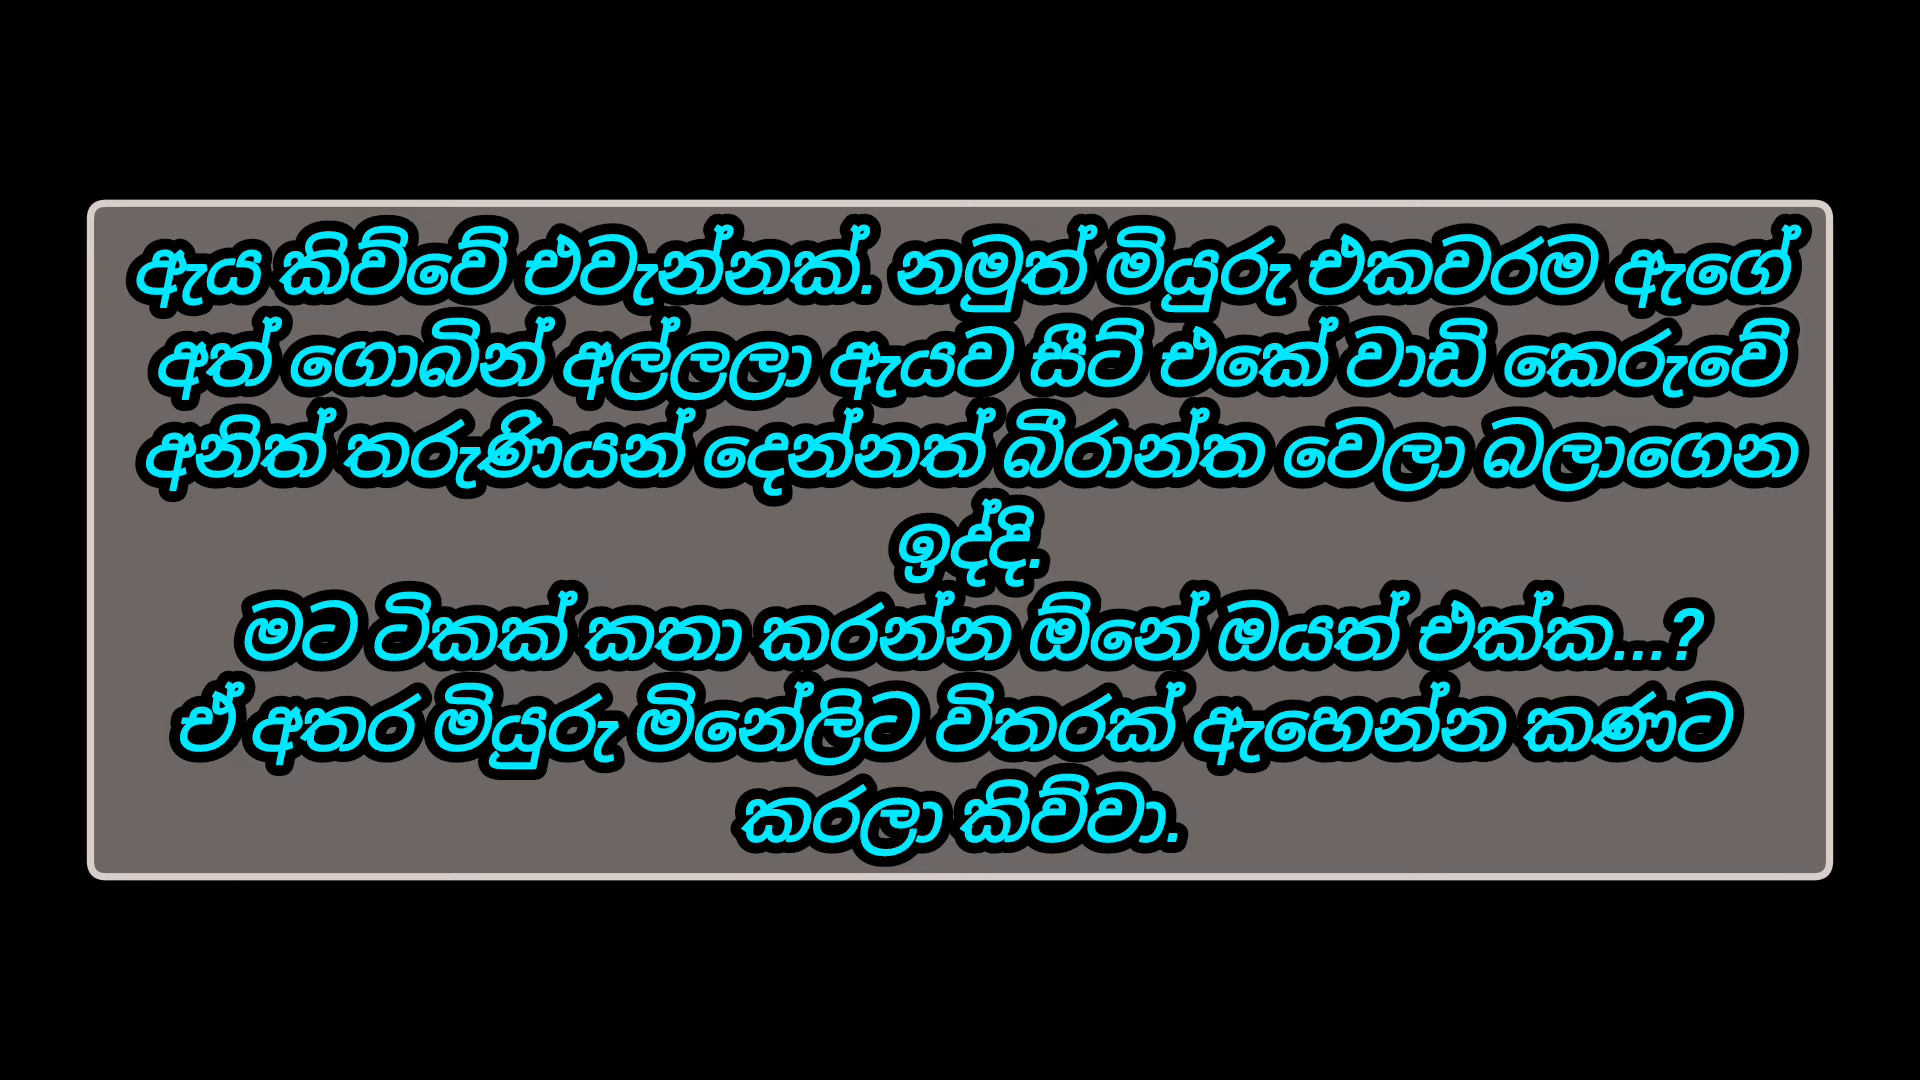 ඇය කිව්වේ එවැන්නක්. නමුත් මියුරු එකවරම ඇගේ
අත් ගොබින් අල්ලලා ඇයව සීට් එකේ වාඩි කෙරුවේ
අනිත් තරුණියන් දෙන්නත් බීරාන්ත වෙලා බලාගෙන
ඉද්දි.
මට ටිකක් කතා කරන්න ඕනේ ඔයත් එක්ක...?
ඒ අතර මියුරු මිනේලිට විතරක් ඇහෙන්න කණට
කරලා කිව්වා.